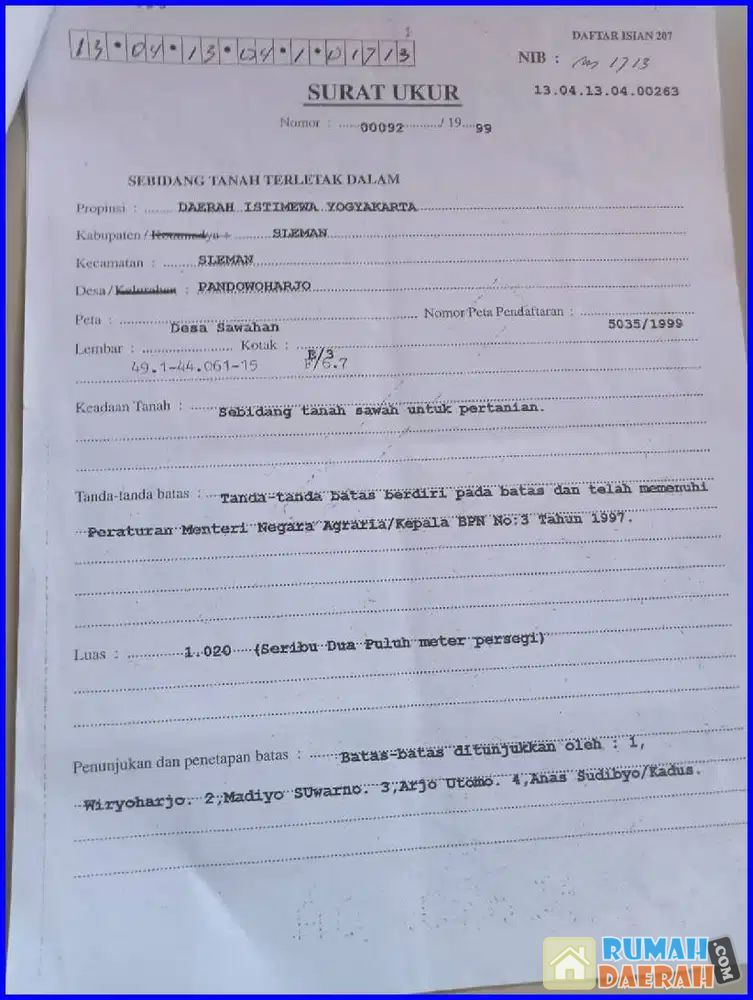 DAFTAR ISIAN 207
13.04.13.04.1.01713
NIB : 1713
SURAT UKUR
13.04.13.04.00263
Nomor : ......00092........../ 19....99
SEBIDANG TANAH TERLETAK DALAM
Propinsi : ....... DAERAH ISTIMEWA YOGYAKARTA
Kabupaten / Kotamadya : .......... SLEMAN
Kecamatan : ........ SLEMAN
Desa / Kelurahan : PANDOWOHARJO
Peta : ........ Desa Sawahan ........ Nomor Peta Pendaftaran : 5035/1999
Lembar : ........ 49.1-44.061-15 Kotak : E/3
F/6.7
Keadaan Tanah : ....... Sebidang tanah sawah untuk pertanian.
Tanda-tanda batas : .... Tanda-tanda batas berdiri pada batas dan telah memenuhi
Peraturan Menteri Negara Agraria/Kepala BPN No:3 Tahun 1997.
Luas : ............ 1.020 (Seribu Dua Puluh meter persegi)
Penunjukan dan penetapan batas : ....... Batas-batas ditunjukkan oleh : 1,
Wiryoharjo. 2,Madiyo SUwarno. 3,Arjo Utomo. 4,Anas Sudibyo/Kadus.
RUMAH
DAERAH
.COM